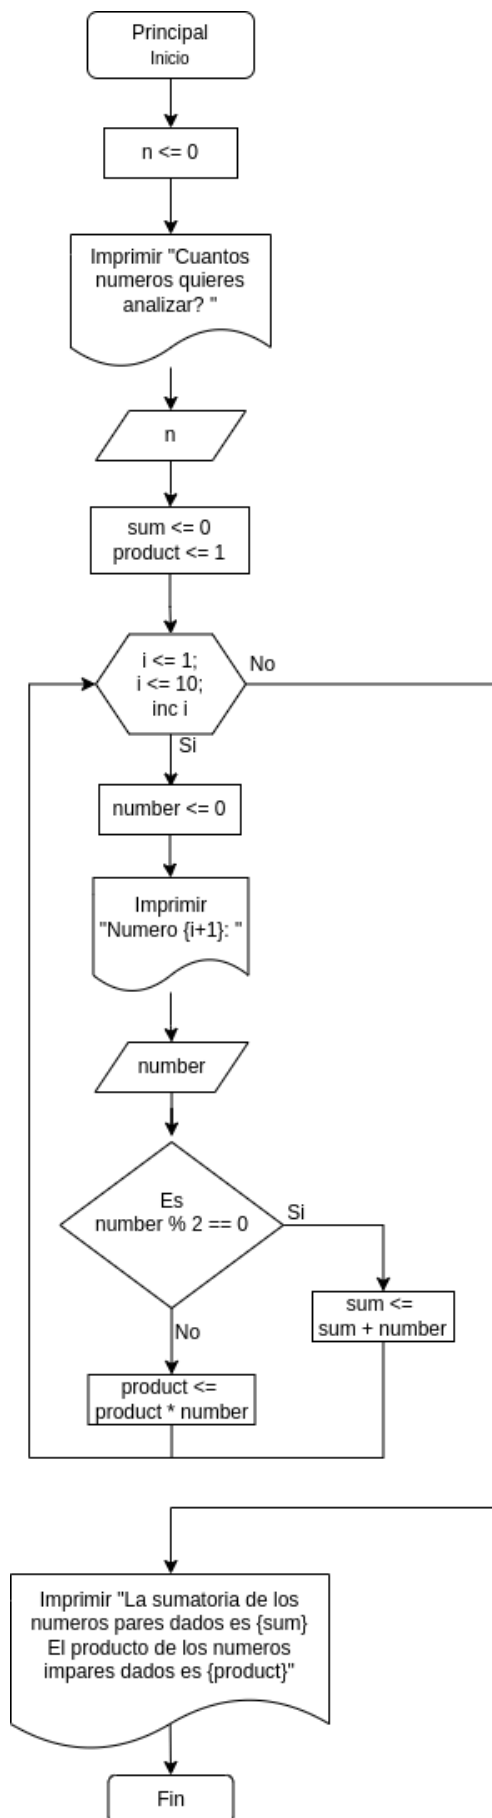 Principal
Inicio
n <= 0
Imprimir "Cuantos
numeros quieres
analizar? "
n
sum <= 0
product <= 1
i <= 1;
i <= 10;
inc i
No
Si
number <= 0
Imprimir
"Numero {i+1}: "
number
Es
number % 2 == 0
Si
sum <=
sum + number
No
product <=
product * number
Imprimir "La sumatoria de los
numeros pares dados es {sum}
El producto de los numeros
impares dados es {product}"
Fin